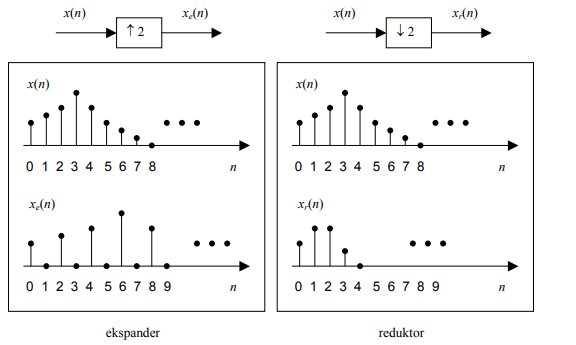 x(n) xₑ(n) x(n) xᵣ(n)
↑2 ↓2
x(n) x(n)
0 1 2 3 4 5 6 7 8 n 0 1 2 3 4 5 6 7 8 n
xₑ(n) xᵣ(n)
0 1 2 3 4 5 6 7 8 9 n 0 1 2 3 4 5 6 7 8 9 n
ekspander reduktor